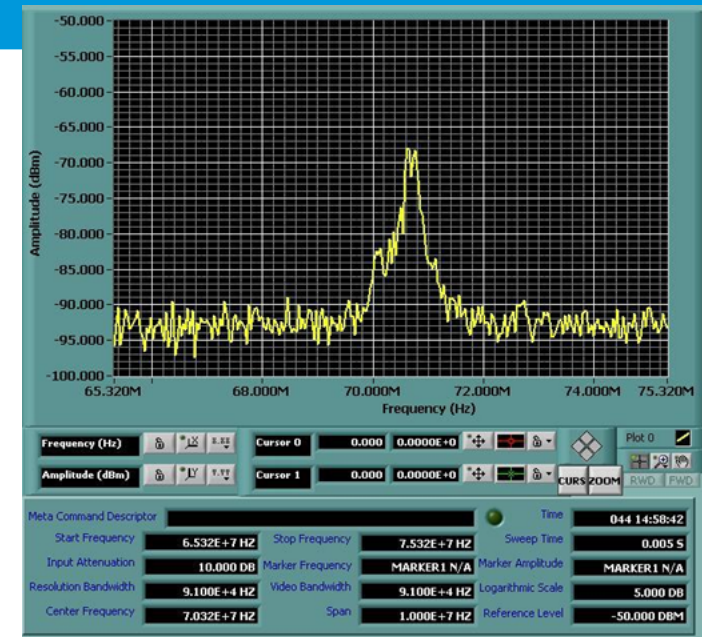 -50.000
-55.000
-60.000
-65.000
-70.000
-75.000
-80.000
-85.000
-90.000
-95.000
-100.000
Amplitude (dBm)
65.320M 68.000M 70.000M 72.000M 74.000M 75.320M
Frequency (Hz)
Frequency (Hz) Cursor 0 0.000 0.0000E+0 Plot 0
Amplitude (dBm) Cursor 1 0.000 0.0000E+0 CURS ZOOM RWD FWD
Meta Command Descriptor Time 044 14:58:42
Start Frequency 6.532E+7 HZ Stop Frequency 7.532E+7 HZ Sweep Time 0.005 S
Input Attenuation 10.000 DB Marker Frequency MARKER1 N/A Marker Amplitude MARKER1 N/A
Resolution Bandwidth 9.100E+4 HZ Video Bandwidth 9.100E+4 HZ Logarithmic Scale 5.000 DB
Center Frequency 7.032E+7 HZ Span 1.000E+7 HZ Reference Level -50.000 DBM